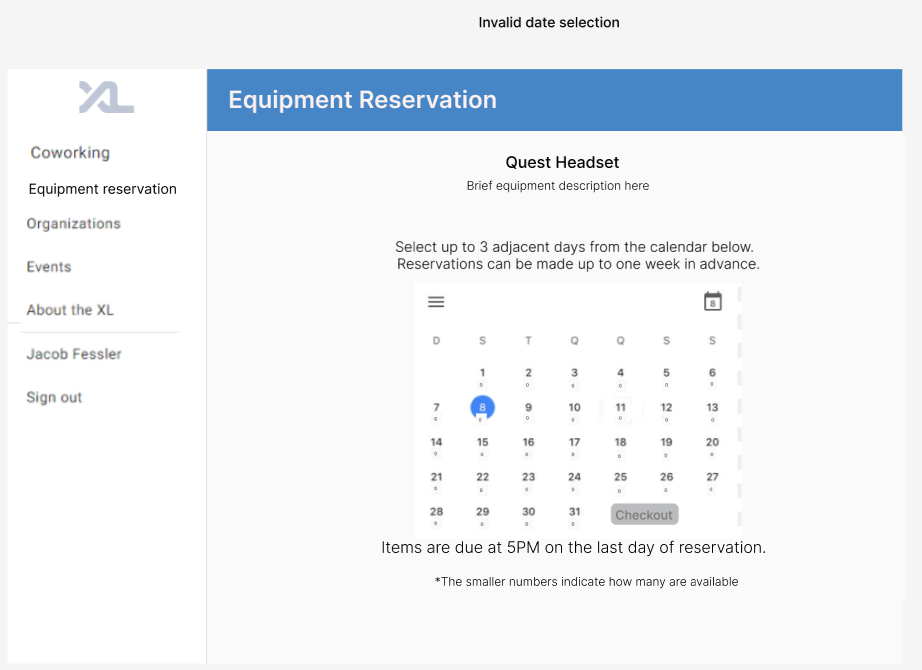 Invalid date selection
XL
Equipment Reservation
Coworking
Equipment reservation
Organizations
Events
About the XL
Jacob Fessler
Sign out
Quest Headset
Brief equipment description here
Select up to 3 adjacent days from the calendar below.
Reservations can be made up to one week in advance.
8
D S T Q Q S S
1 2 3 4 5 6
0 0 0 0 0 0
7 8 9 10 11 12 13
0 0 0 0 0 0 0
14 15 16 17 18 19 20
0 0 0 0 0 0 0
21 22 23 24 25 26 27
0 0 0 0 0 0 0
28 29 30 31 Checkout
0 0 0 0
Items are due at 5PM on the last day of reservation.
*The smaller numbers indicate how many are available